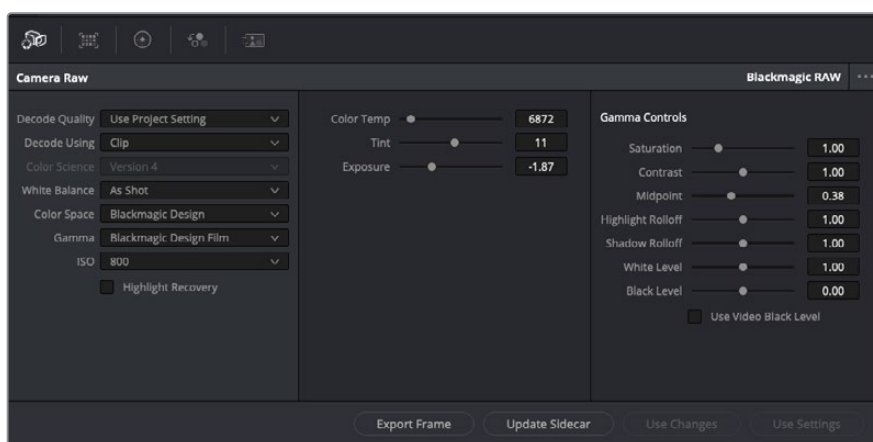 Camera Raw
Blackmagic RAW
Decode Quality Use Project Setting
Decode Using Clip
Color Science Version 4
White Balance As Shot
Color Space Blackmagic Design
Gamma Blackmagic Design Film
ISO 800
Highlight Recovery
Color Temp 6872
Tint 11
Exposure -1.87
Gamma Controls
Saturation 1.00
Contrast 1.00
Midpoint 0.38
Highlight Rolloff 1.00
Shadow Rolloff 1.00
White Level 1.00
Black Level 0.00
Use Video Black Level
Export Frame Update Sidecar Use Changes Use Settings